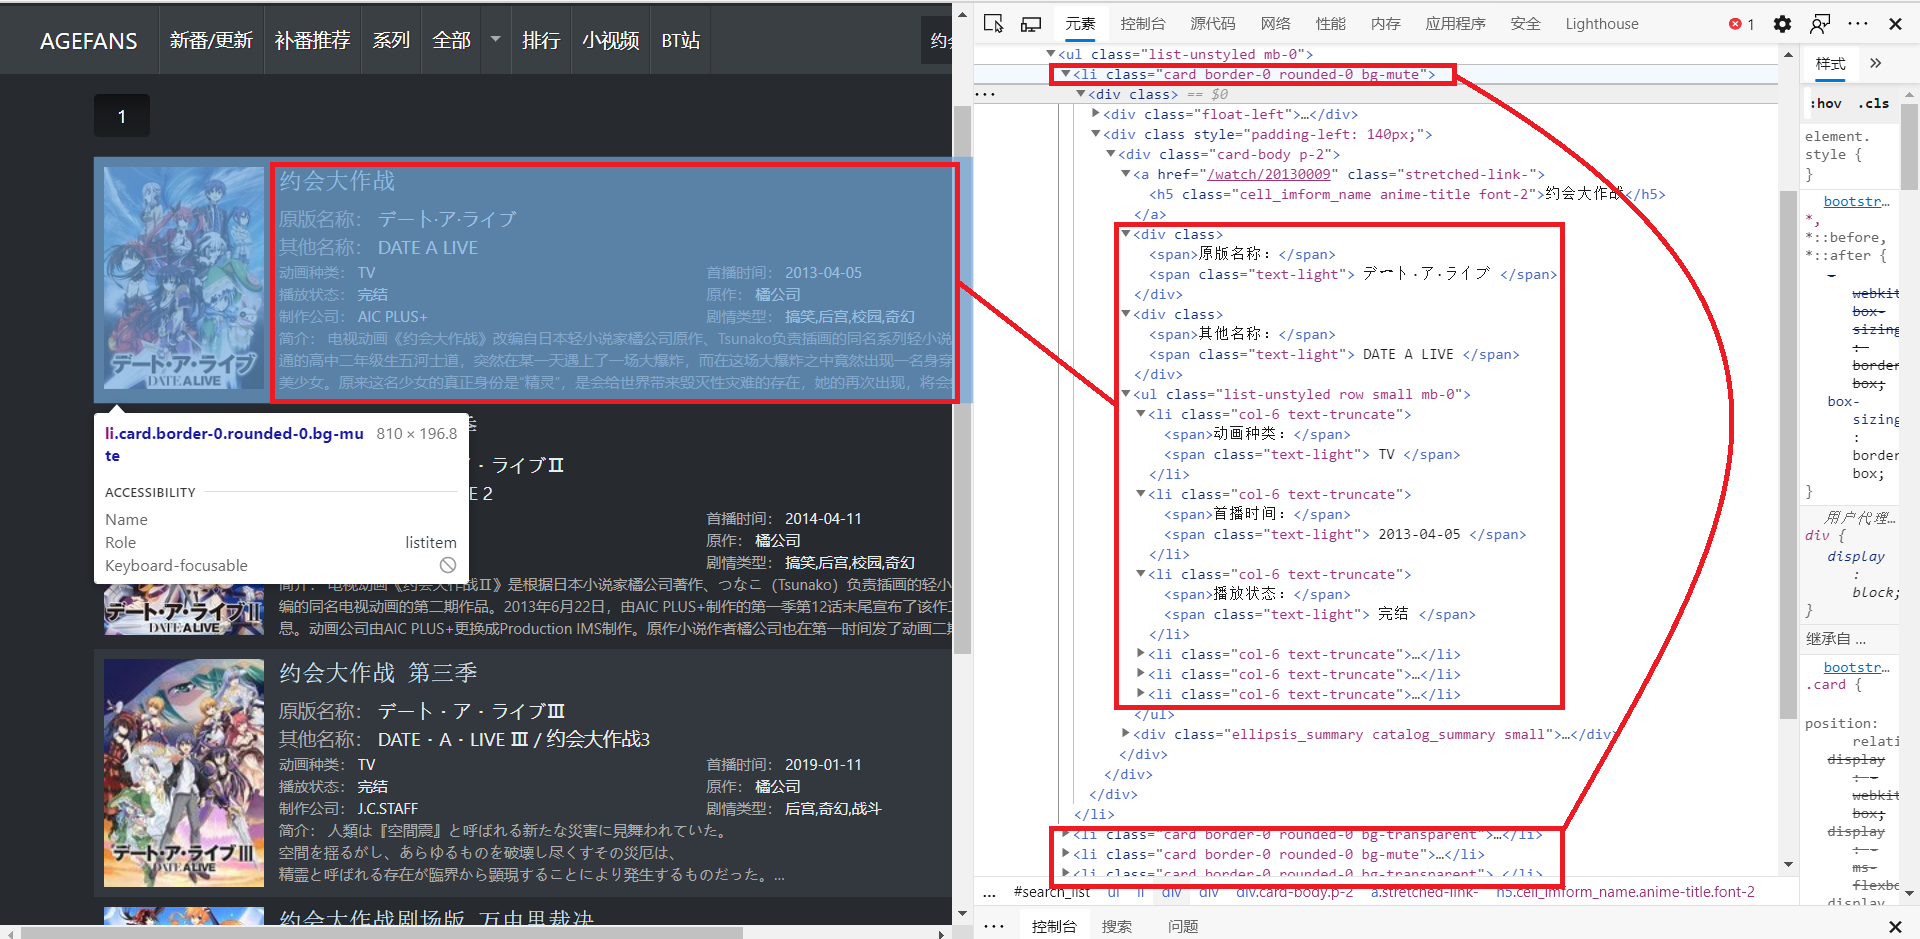 AGEFANS 新番/更新 补番推荐 系列 全部 排行 小视频 BT站 约
1
约会大作战
原版名称： デート·ア·ライブ
其他名称： DATE A LIVE
动画种类： TV 首播时间： 2013-04-05
播放状态： 完结 原作： 橘公司
制作公司： AIC PLUS+ 剧情类型： 搞笑,后宫,校园,奇幻
简介： 电视动画《约会大作战》改编自日本轻小说家橘公司原作、Tsunako负责插画的同名系列轻小说
通的高中二年级生五河士道，突然在某一天遇上了一场大爆炸，而在这场大爆炸之中竟然出现一名身穿
美少女。原来这名少女的真正身份是“精灵”，是会给世界带来毁灭性灾难的存在，她的再次出现，将会
デート・ア・ライブ
DATE A LIVE
li.card.border-0.rounded-0.bg-mu
te
810 × 196.8
ACCESSIBILITY
Name
Role listitem
Keyboard-focusable
・ライブⅡ
E 2
首播时间： 2014-04-11
原作： 橘公司
剧情类型： 搞笑,后宫,校园,奇幻
简介： 电视动画《约会大作战Ⅱ》是根据日本小说家橘公司著作、つなこ（Tsunako）负责插画的轻小
编的同名电视动画的第二期作品。2013年6月22日，由AIC PLUS+制作的第一季第12话末尾宣布了该作二
息。动画公司由AIC PLUS+更换成Production IMS制作。原作小说作者橘公司也在第一时间发了动画二期
デート・ア・ライブⅡ
DATE A LIVE
约会大作战 第三季
原版名称： デート・ア・ライブⅢ
其他名称： DATE・A・LIVE Ⅲ / 约会大作战3
动画种类： TV 首播时间： 2019-01-11
播放状态： 完结 原作： 橘公司
制作公司： J.C.STAFF 剧情类型： 后宫,奇幻,战斗
简介： 人類は『空間震』と呼ばれる新たな災害に見舞われていた。
空間を揺るがし、あらゆるものを破壊し尽くすその災厄は、
精霊と呼ばれる存在が臨界から顕現することにより発生するものだった。...
デート・ア・ライブⅢ
约会大作战剧场版 万由里裁决
元素 控制台 源代码 网络 性能 内存 应用程序 安全 Lighthouse 1
<ul class="list-unstyled mb-0">
<li class="card border-0 rounded-0 bg-mute">
··· <div class> == $0
<div class="float-left">…</div>
<div class style="padding-left: 140px;">
<div class="card-body p-2">
<a href="/watch/20130009" class="stretched-link-">
<h5 class="cell_imform_name anime-title font-2">约会大作战</h5>
</a>
<div class>
<span>原版名称：</span>
<span class="text-light"> デート·ア·ライブ </span>
</div>
<div class>
<span>其他名称：</span>
<span class="text-light"> DATE A LIVE </span>
</div>
<ul class="list-unstyled row small mb-0">
<li class="col-6 text-truncate">
<span>动画种类：</span>
<span class="text-light"> TV </span>
</li>
<li class="col-6 text-truncate">
<span>首播时间：</span>
<span class="text-light"> 2013-04-05 </span>
</li>
<li class="col-6 text-truncate">
<span>播放状态：</span>
<span class="text-light"> 完结 </span>
</li>
<li class="col-6 text-truncate">…</li>
<li class="col-6 text-truncate">…</li>
<li class="col-6 text-truncate">…</li>
</ul>
<div class="ellipsis_summary catalog_summary small">…</div>
</div>
</div>
</div>
</li>
<li class="card border-0 rounded-0 bg-transparent">…</li>
<li class="card border-0 rounded-0 bg-mute">…</li>
<li class="card border-0 rounded-0 bg-transparent">…</li>
... #search_list ul li div div div.card-body.p-2 a.stretched-link- h5.cell_imform_name.anime-title.font-2
··· 控制台 搜索 问题
样式 »
:hov .cls
element.
style {
}
bootstr…
*,
*::before,
*::after {
webkit
box-
sizing
:
border
box;
box-
sizing
:
border
box;
}
用户代理…
div {
display
:
block;
}
继承自 …
bootstr…
.card {
position:
relati
display
: -
webkit
box;
display
: -
ms-
flexbo
display